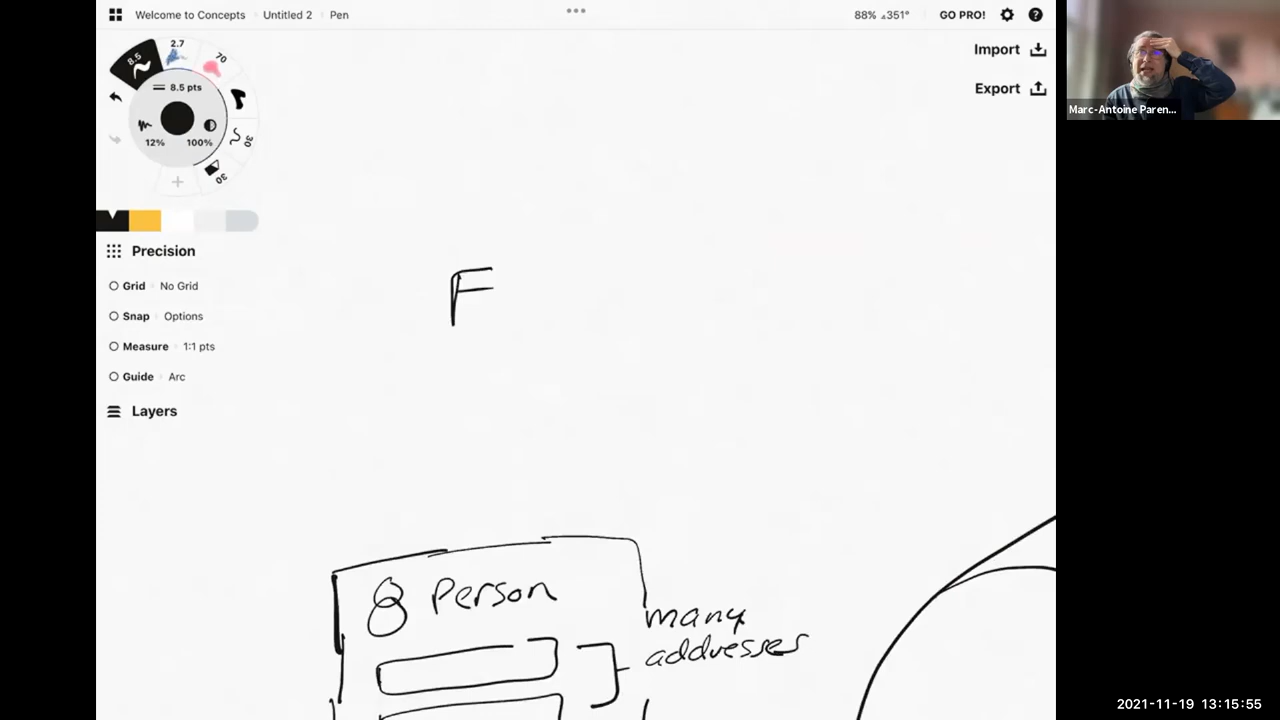 Welcome to Concepts Untitled 2 Pen
88% ⊿351° GO PRO!
Import
Export
8.5
2.7
70
8.5 pts
12% 100%
30
30
Precision
Grid No Grid
Snap Options
Measure 1:1 pts
Guide Arc
Layers
F
Person
many
addresses
Marc-Antoine Paren...
2021-11-19 13:15:55